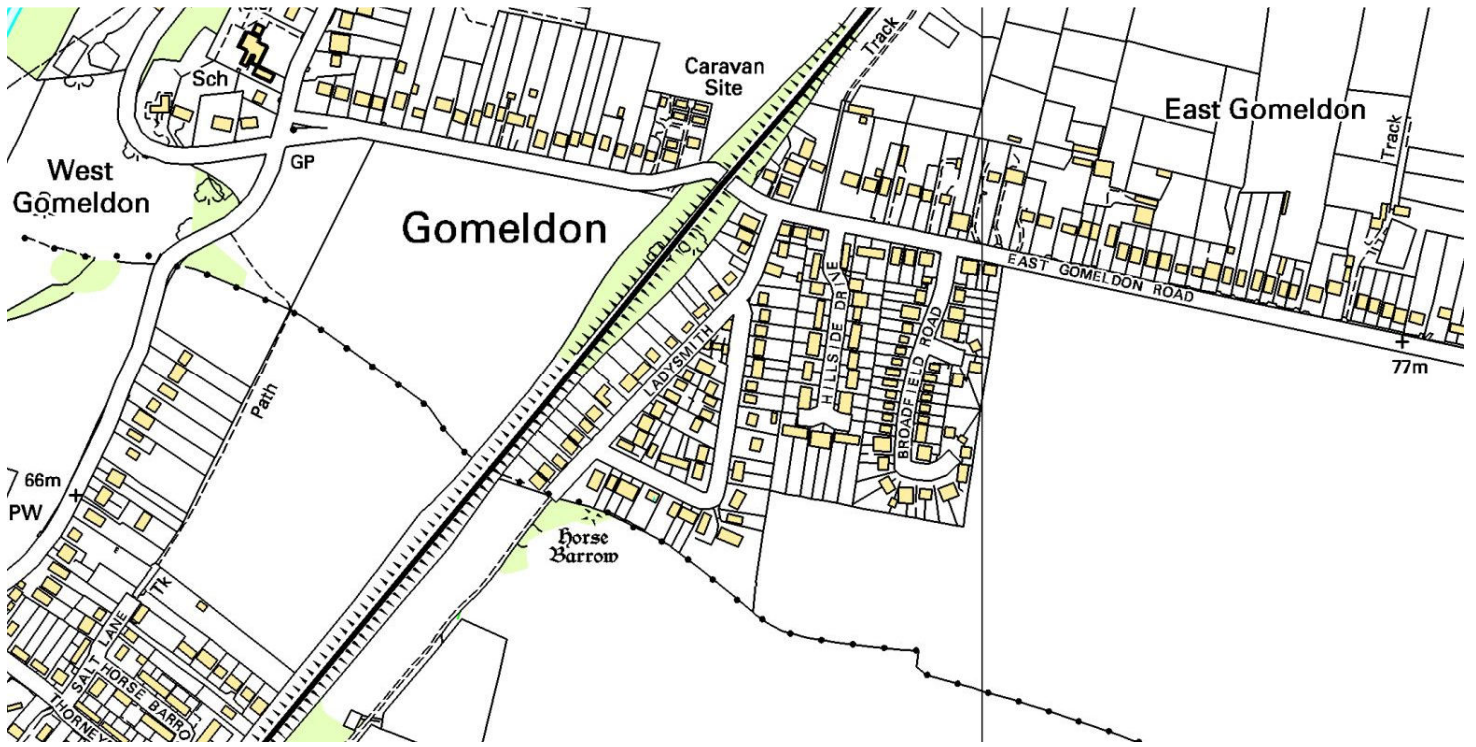 Caravan
Site
Track
Sch
East Gomeldon
Track
GP
West
Gomeldon
Gomeldon
EAST GOMELDON ROAD
HILLSIDE DRIVE
LADYSMITH
BROADFIELD ROAD
77m
Path
66m
PW
Horse
Barrow
Tk
SALT LANE
HORSE BARRO
THORNEY